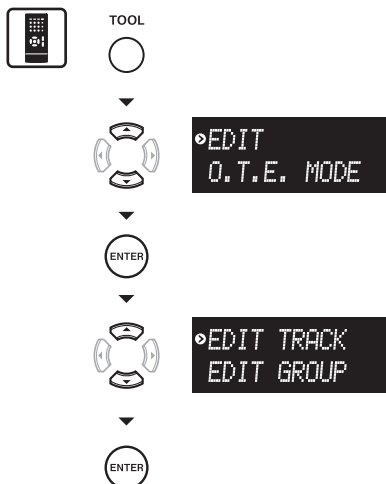 TOOL
EDIT
O.T.E. MODE
ENTER
EDIT TRACK
EDIT GROUP
ENTER